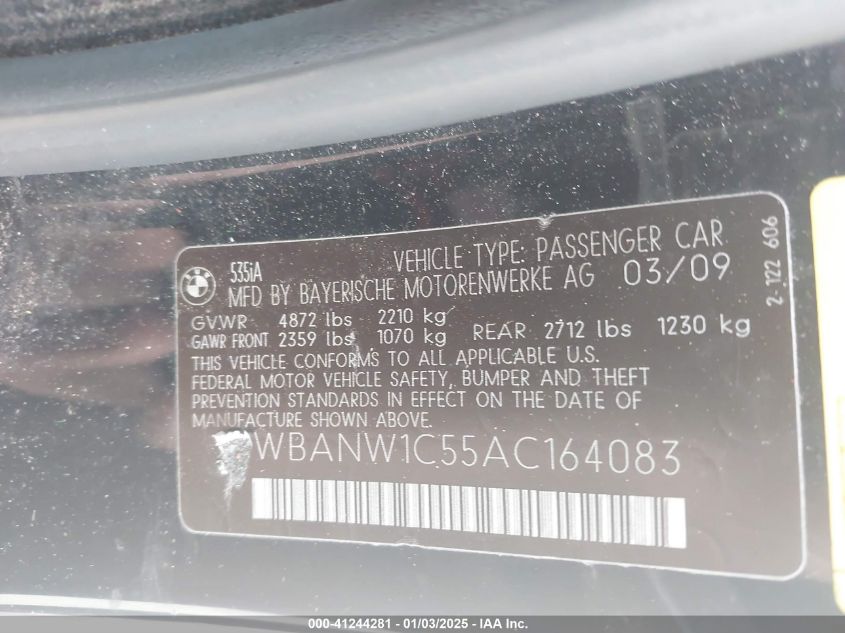 BMW
535iA
VEHICLE TYPE: PASSENGER CAR
MFD BY BAYERISCHE MOTORENWERKE AG 03/09
GVWR 4872 lbs 2210 kg
GAWR FRONT 2359 lbs 1070 kg REAR 2712 lbs 1230 kg
THIS VEHICLE CONFORMS TO ALL APPLICABLE U.S.
FEDERAL MOTOR VEHICLE SAFETY, BUMPER AND THEFT
PREVENTION STANDARDS IN EFFECT ON THE DATE OF
MANUFACTURE SHOWN ABOVE.
WBANW1C55AC164083
2-122 606
000-41244281 - 01/03/2025 - IAA Inc.